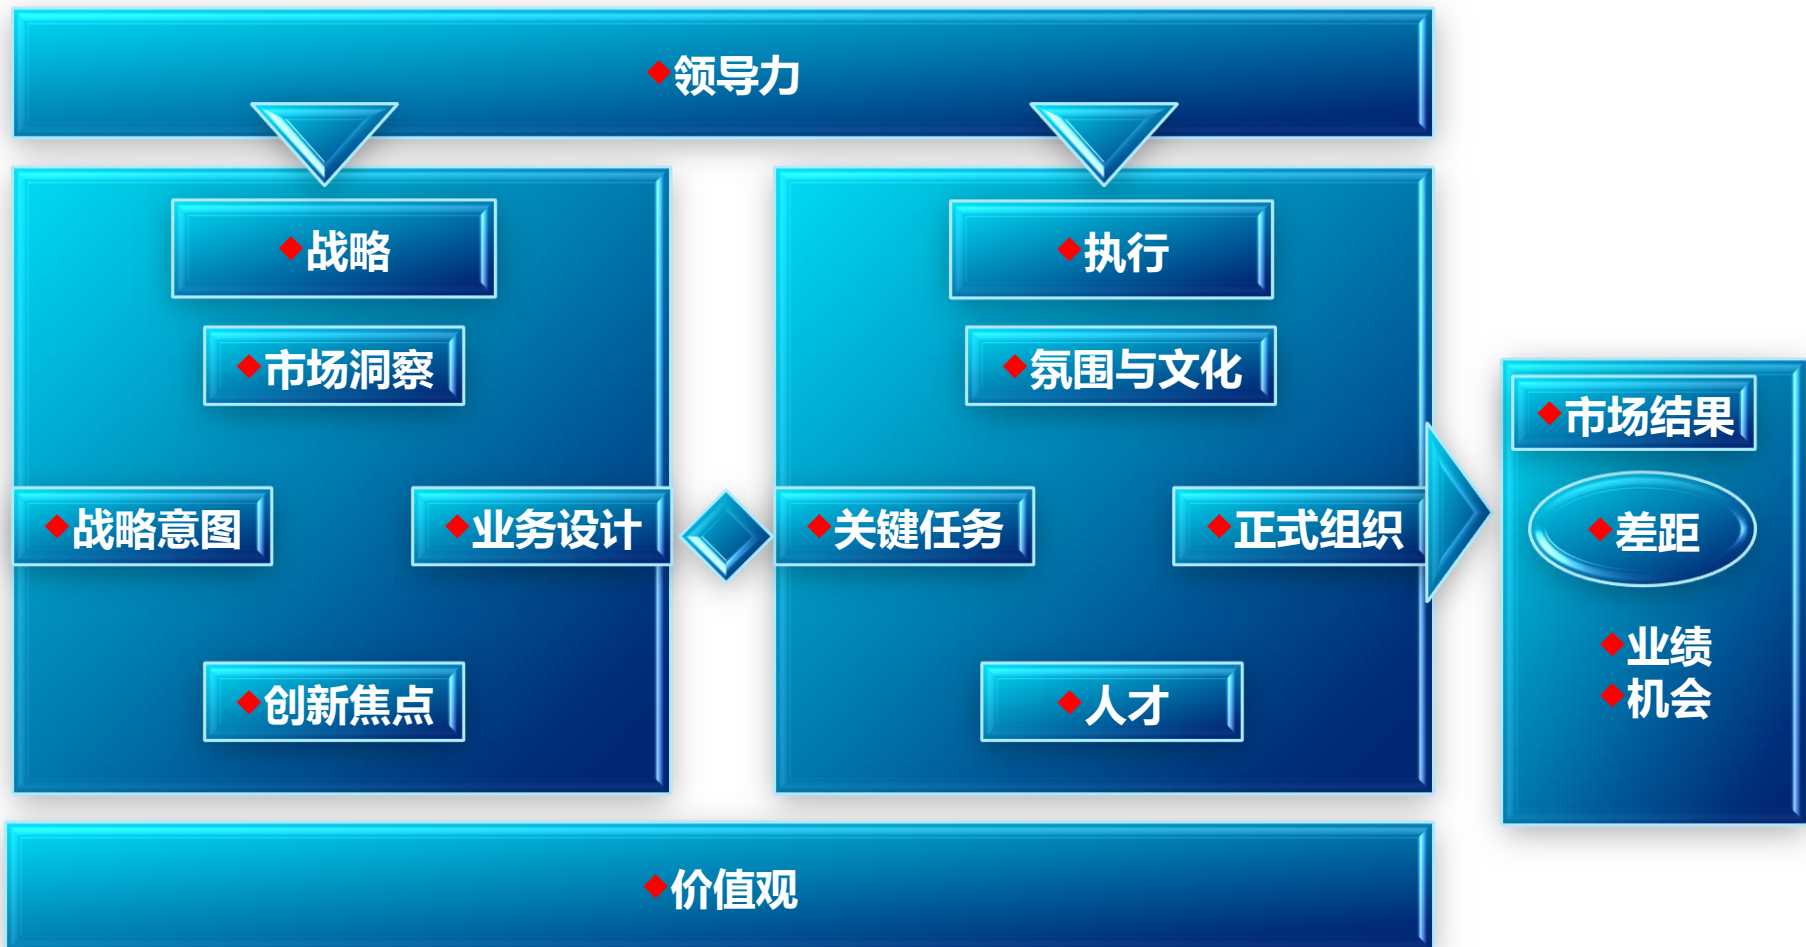 ◆领导力
◆战略
◆市场洞察
◆战略意图
◆业务设计
◆创新焦点
◆执行
◆氛围与文化
◆关键任务
◆正式组织
◆人才
◆市场结果
◆差距
◆业绩
◆机会
◆价值观